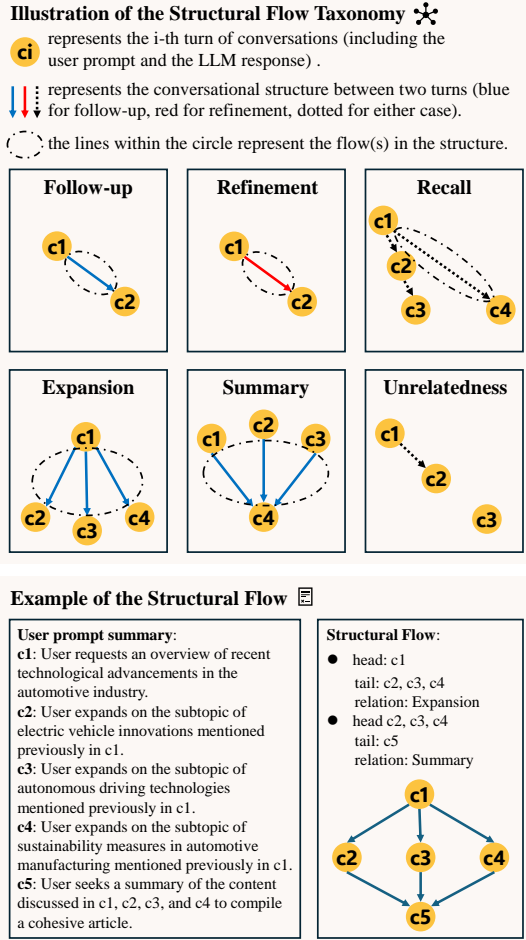 Illustration of the Structural Flow Taxonomy
ci represents the i-th turn of conversations (including the
user prompt and the LLM response) .
represents the conversational structure between two turns (blue
for follow-up, red for refinement, dotted for either case).
the lines within the circle represent the flow(s) in the structure.
Follow-up
c1
c2
Refinement
c1
c2
Recall
c1
c2
c3
c4
Expansion
c1
c2
c3
c4
Summary
c1
c2
c3
c4
Unrelatedness
c1
c2
c3
Example of the Structural Flow
User prompt summary:
c1: User requests an overview of recent
technological advancements in the
automotive industry.
c2: User expands on the subtopic of
electric vehicle innovations mentioned
previously in c1.
c3: User expands on the subtopic of
autonomous driving technologies
mentioned previously in c1.
c4: User expands on the subtopic of
sustainability measures in automotive
manufacturing mentioned previously in c1.
c5: User seeks a summary of the content
discussed in c1, c2, c3, and c4 to compile
a cohesive article.
Structural Flow:
● head: c1
tail: c2, c3, c4
relation: Expansion
● head c2, c3, c4
tail: c5
relation: Summary
c1
c2
c3
c4
c5